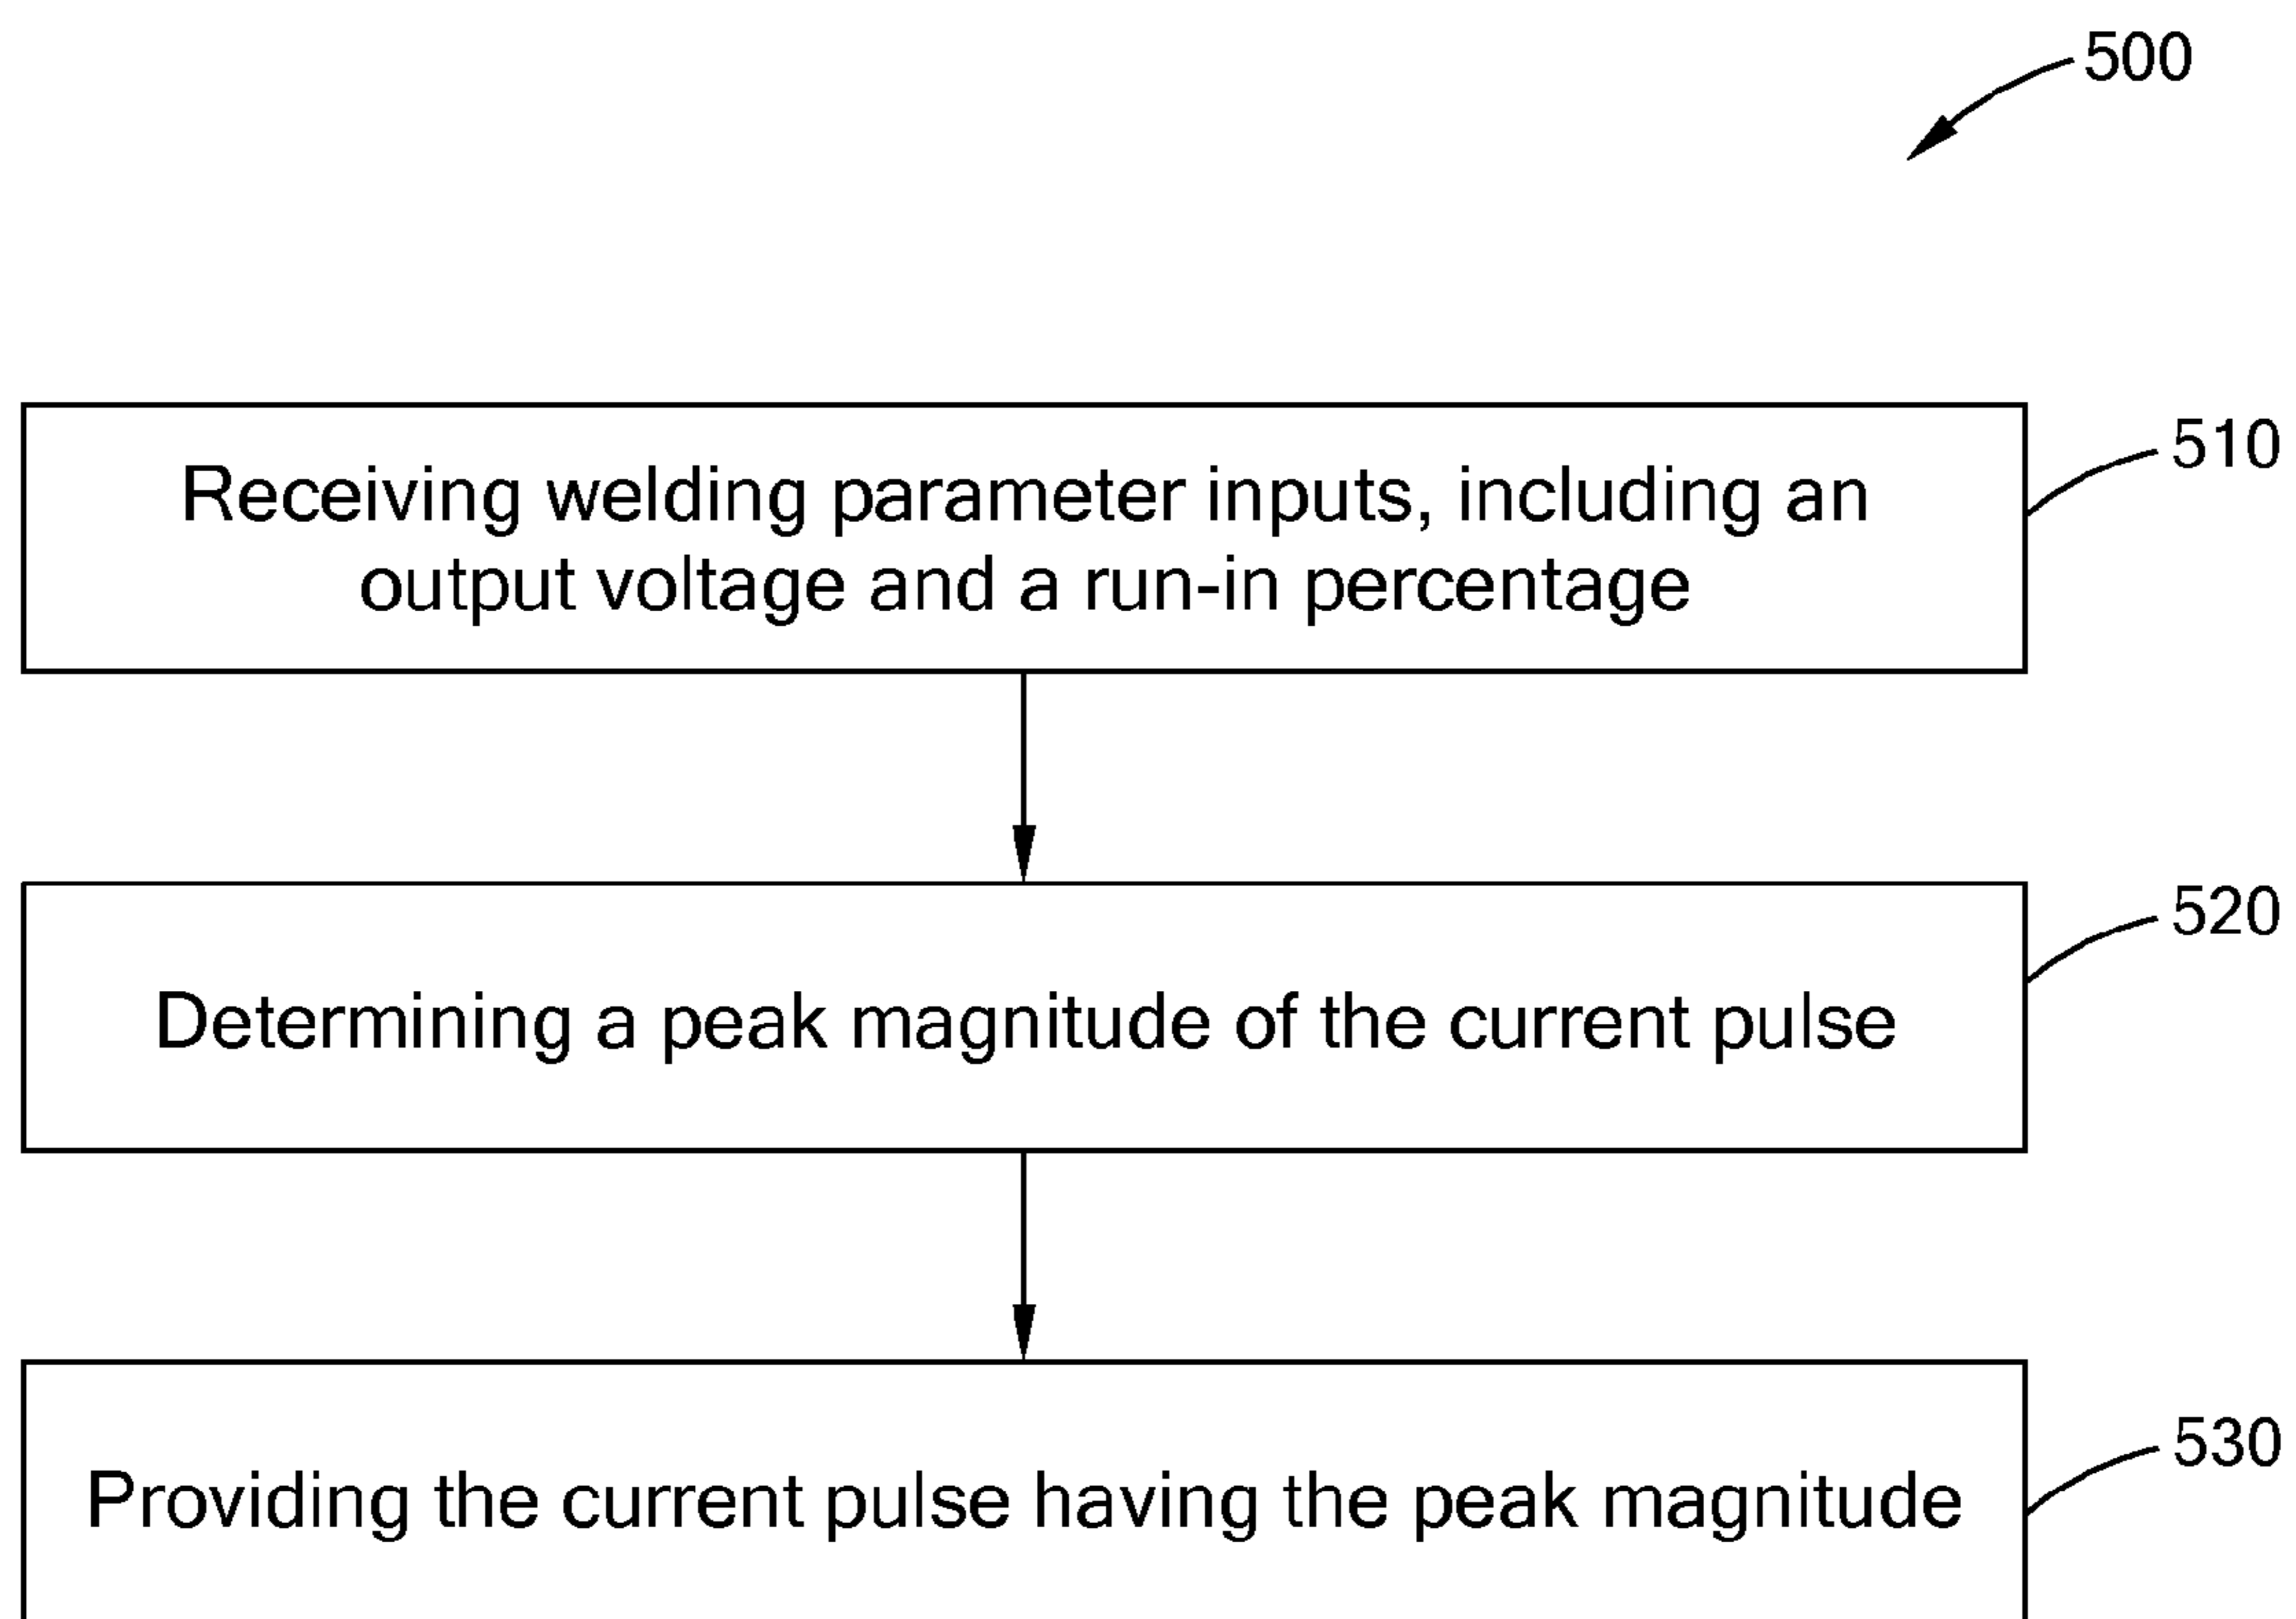 500
510
Receiving welding parameter inputs, including an
output voltage and a run-in percentage
520
Determining a peak magnitude of the current pulse
530
Providing the current pulse having the peak magnitude